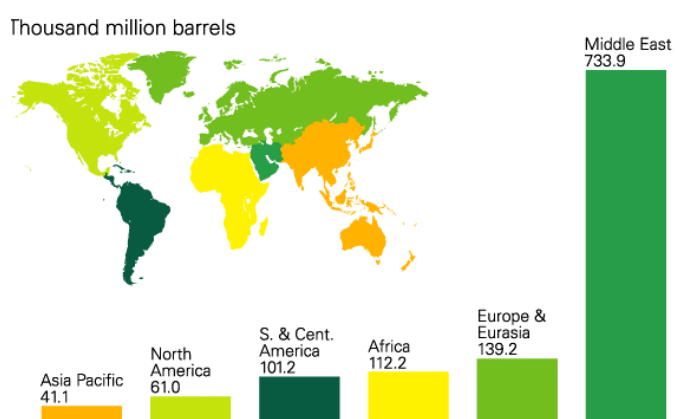 Thousand million barrels
Middle East
733.9
Europe &
Eurasia
139.2
S. & Cent.
America
101.2
Africa
112.2
North
America
61.0
Asia Pacific
41.1